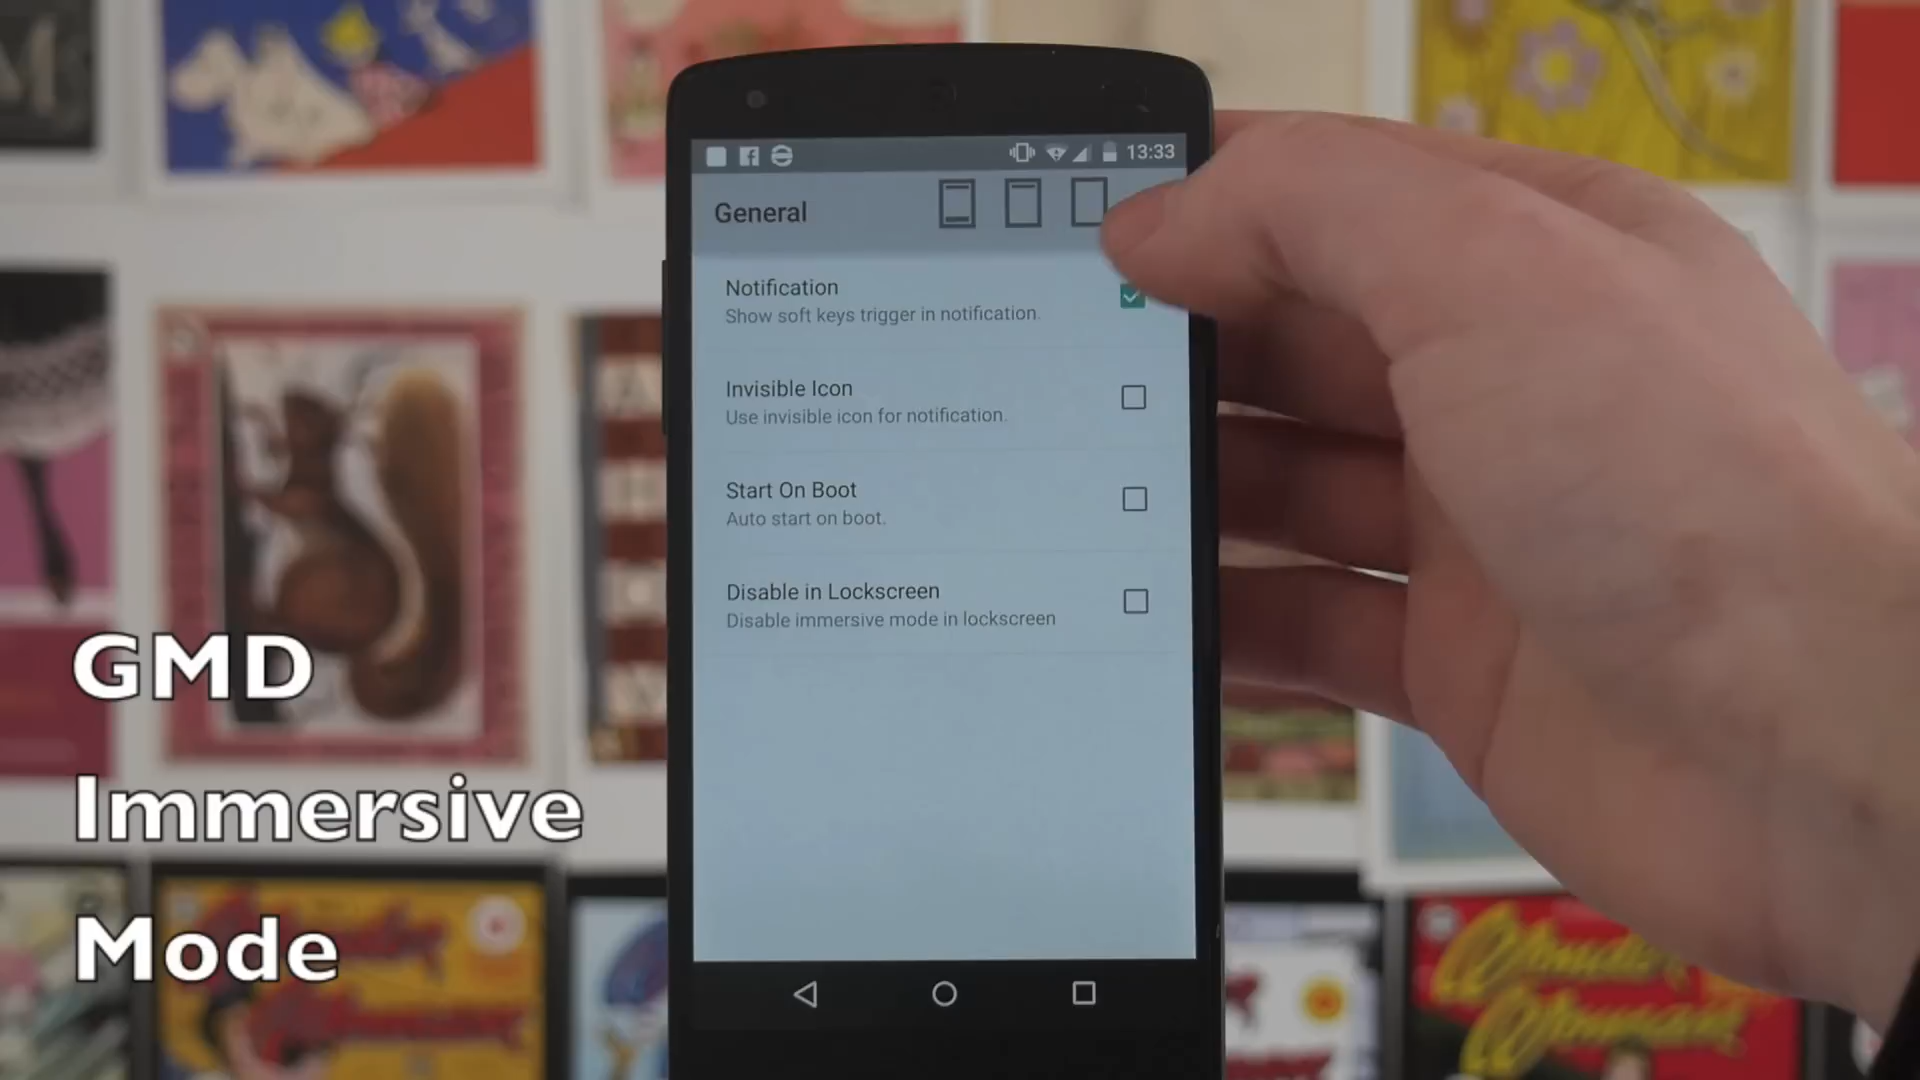 13:33
General
Notification
Show soft keys trigger in notification.
Invisible Icon
Use invisible icon for notification.
Start On Boot
Auto start on boot.
Disable in Lockscreen
Disable immersive mode in lockscreen
GMD
Immersive
Mode